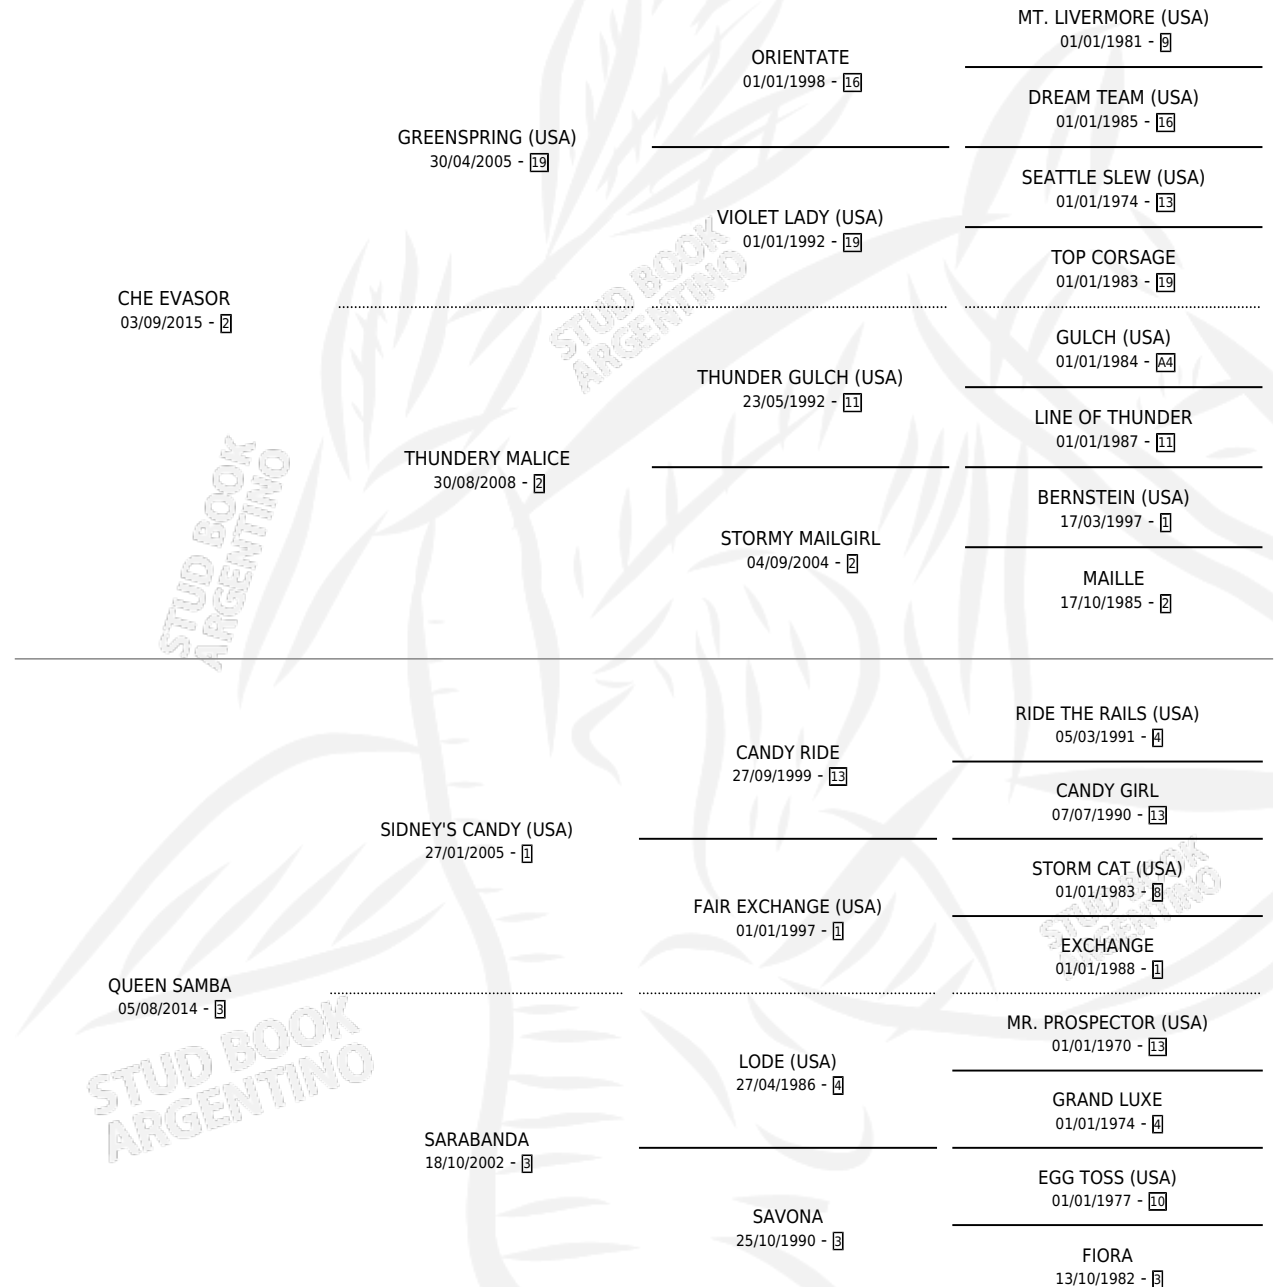 MT. LIVERMORE (USA)
01/01/1981 - 9
ORIENTATE
01/01/1998 - 16
DREAM TEAM (USA)
01/01/1985 - 16
GREENSPRING (USA)
30/04/2005 - 19
SEATTLE SLEW (USA)
01/01/1974 - 13
VIOLET LADY (USA)
01/01/1992 - 19
TOP CORSAGE
01/01/1983 - 19
CHE EVASOR
03/09/2015 - 2
GULCH (USA)
01/01/1984 - A4
THUNDER GULCH (USA)
23/05/1992 - 11
LINE OF THUNDER
01/01/1987 - 11
THUNDERY MALICE
30/08/2008 - 2
BERNSTEIN (USA)
17/03/1997 - 1
STORMY MAILGIRL
04/09/2004 - 2
MAILLE
17/10/1985 - 2
RIDE THE RAILS (USA)
05/03/1991 - 4
CANDY RIDE
27/09/1999 - 13
CANDY GIRL
07/07/1990 - 13
SIDNEY'S CANDY (USA)
27/01/2005 - 1
STORM CAT (USA)
01/01/1983 - 8
FAIR EXCHANGE (USA)
01/01/1997 - 1
EXCHANGE
01/01/1988 - 1
QUEEN SAMBA
05/08/2014 - 3
MR. PROSPECTOR (USA)
01/01/1970 - 13
LODE (USA)
27/04/1986 - 4
GRAND LUXE
01/01/1974 - 4
SARABANDA
18/10/2002 - 3
EGG TOSS (USA)
01/01/1977 - 10
SAVONA
25/10/1990 - 3
FIORA
13/10/1982 - 3
STUD BOOK
ARGENTINO
STUD BOOK
ARGENTINO
STUD BOOK
ARGENTINO
STUD BOOK
ARGENTINO